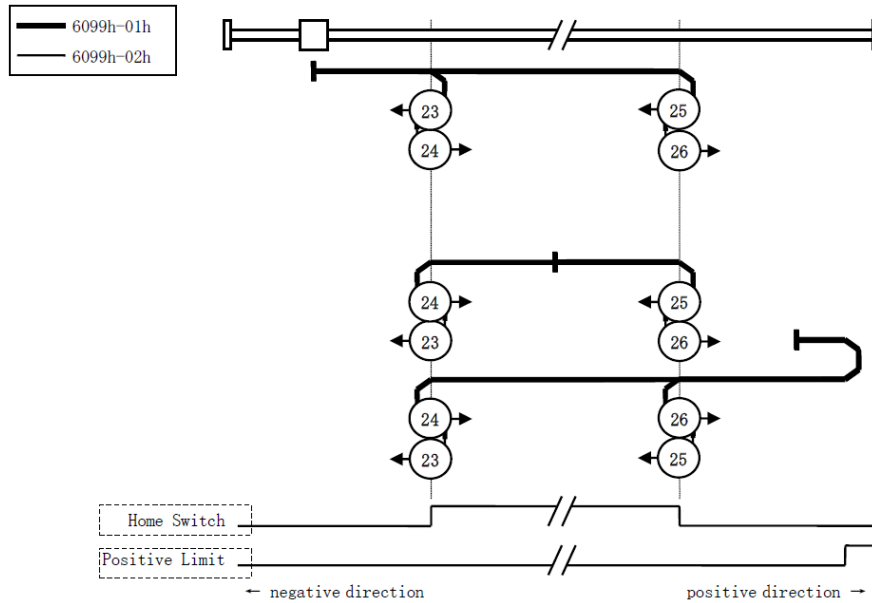 6099h-01h
6099h-02h
23
25
24
26
24
25
23
26
24
26
23
25
Home Switch
Positive Limit
← negative direction
positive direction →